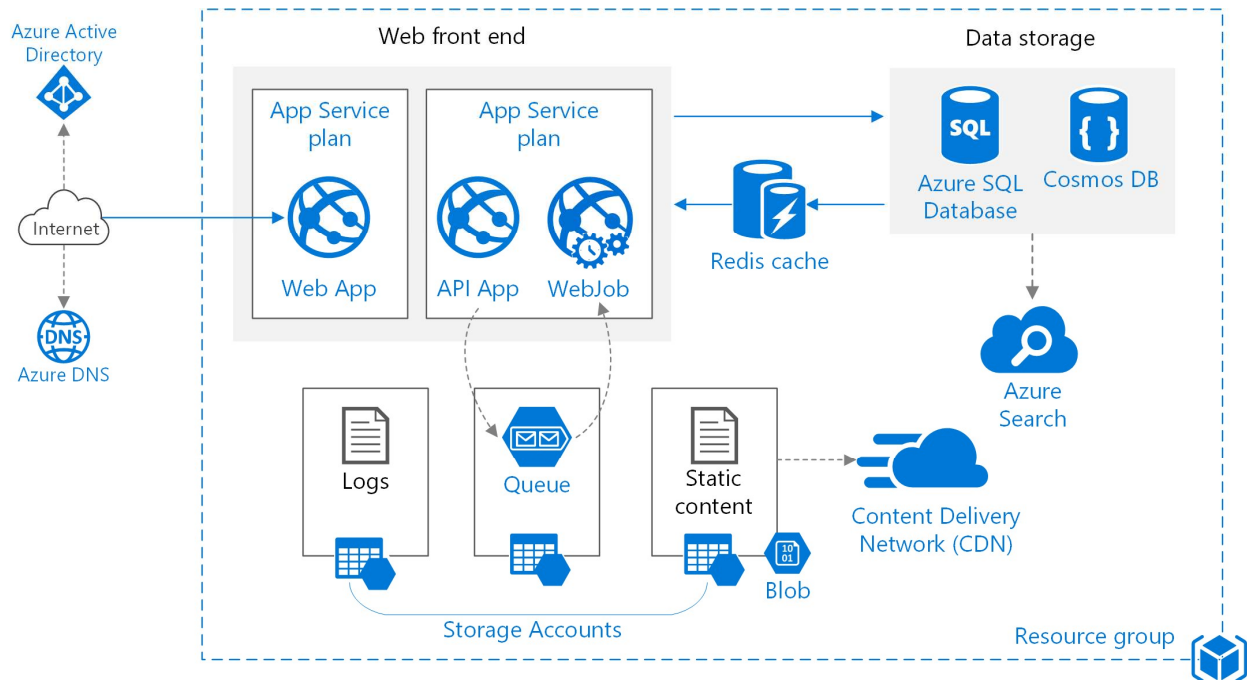 Azure Active
Directory
Internet
DNS
Azure DNS
Web front end
App Service
plan
Web App
App Service
plan
API App
WebJob
Data storage
SQL
Azure SQL
Database
{ }
Cosmos DB
Redis cache
Azure
Search
Logs
Queue
Static
content
10
01
Blob
Content Delivery
Network (CDN)
Storage Accounts
Resource group